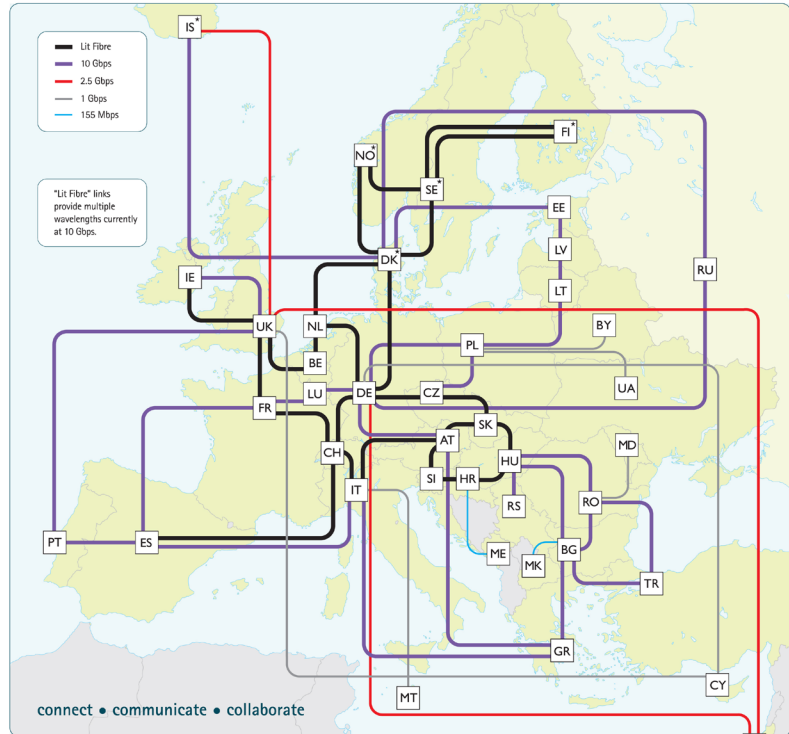 IS*
Lit Fibre
10 Gbps
2.5 Gbps
1 Gbps
155 Mbps
"Lit Fibre" links
provide multiple
wavelengths currently
at 10 Gbps.
NO*
FI*
SE*
EE
LV
LT
DK*
RU
IE
UK
NL
BE
PL
BY
UA
LU
DE
CZ
FR
SK
CH
AT
HU
MD
IT
SI
HR
RS
RO
PT
ES
ME
MK
BG
TR
GR
MT
CY
connect • communicate • collaborate